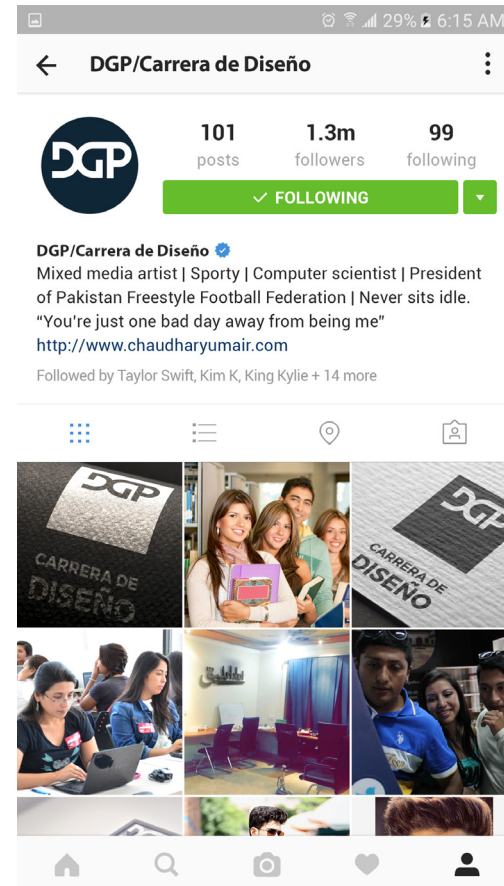 29% 6:15 AM
DGP/Carrera de Diseño
101 1.3m 99
posts followers following
FOLLOWING
DGP/Carrera de Diseño
Mixed media artist | Sporty | Computer scientist | President
of Pakistan Freestyle Football Federation | Never sits idle.
“You're just one bad day away from being me”
http://www.chaudharyumair.com
Followed by Taylor Swift, Kim K, King Kylie + 14 more
DGP
DGP
CARRERA DE
DISEÑO
DGP
CARRERA DE
DISEÑO